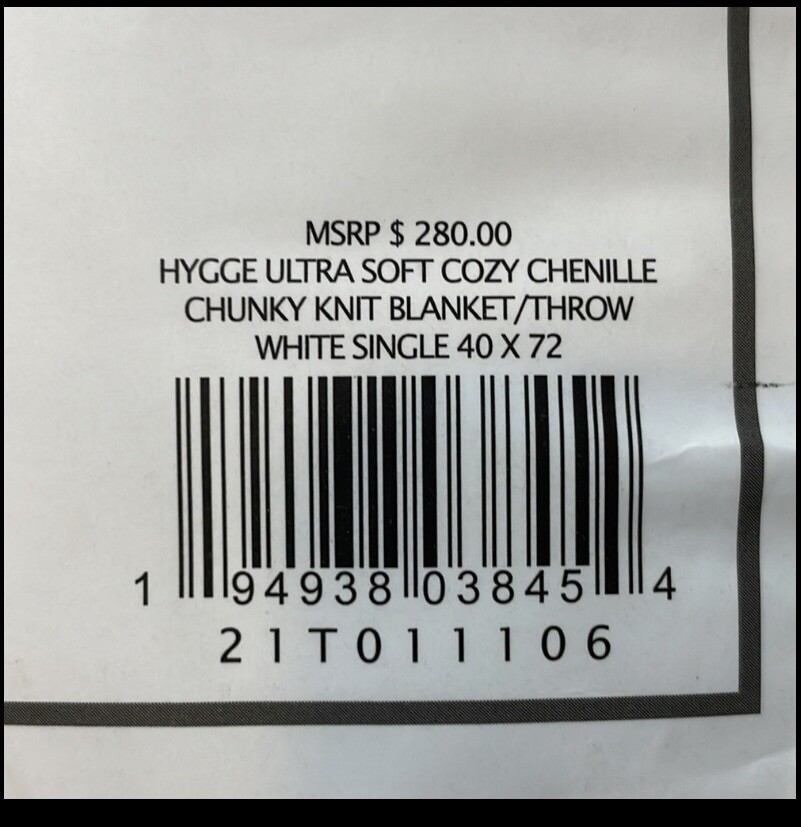 MSRP $ 280.00
HYGGE ULTRA SOFT COZY CHENILLE
CHUNKY KNIT BLANKET/THROW
WHITE SINGLE 40 X 72
1 94938 03845 4
21T011106